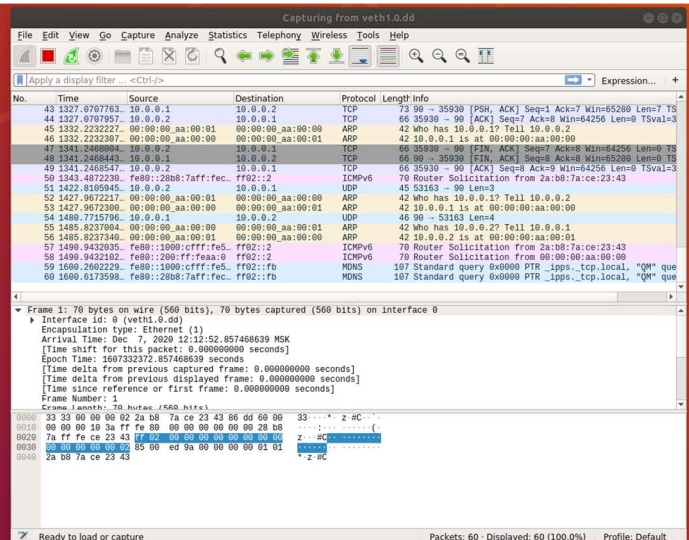 Capturing from veth1.0.dd
File Edit View Go Capture Analyze Statistics Telephony Wireless Tools Help
Apply a display filter ... <Ctrl-/> Expression... +
No. Time Source Destination Protocol Length Info
43 1327.0707763… 10.0.0.1 10.0.0.2 TCP 73 90 → 35930 [PSH, ACK] Seq=1 Ack=7 Win=65280 Len=7 TS
44 1327.0707957… 10.0.0.2 10.0.0.1 TCP 66 35930 → 90 [ACK] Seq=7 Ack=8 Win=64256 Len=0 TSval=3
45 1332.2232227… 00:00:00_aa:00:01 00:00:00_aa:00:00 ARP 42 Who has 10.0.0.1? Tell 10.0.0.2
46 1332.2232307… 00:00:00_aa:00:00 00:00:00_aa:00:01 ARP 42 10.0.0.1 is at 00:00:00:aa:00:00
47 1341.2468004… 10.0.0.2 10.0.0.1 TCP 66 35930 → 90 [FIN, ACK] Seq=7 Ack=8 Win=64256 Len=0 TS
48 1341.2468443… 10.0.0.1 10.0.0.2 TCP 66 90 → 35930 [FIN, ACK] Seq=8 Ack=8 Win=65280 Len=0 TS
49 1341.2468547… 10.0.0.2 10.0.0.1 TCP 66 35930 → 90 [ACK] Seq=8 Ack=9 Win=64256 Len=0 TSval=3
50 1343.4872230… fe80::28b8:7aff:fec… ff02::2 ICMPv6 70 Router Solicitation from 2a:b8:7a:ce:23:43
51 1422.8105945… 10.0.0.2 10.0.0.1 UDP 45 53163 → 90 Len=3
52 1427.9672217… 00:00:00_aa:00:01 00:00:00_aa:00:00 ARP 42 Who has 10.0.0.1? Tell 10.0.0.2
53 1427.9672300… 00:00:00_aa:00:00 00:00:00_aa:00:01 ARP 42 10.0.0.1 is at 00:00:00:aa:00:00
54 1480.7715796… 10.0.0.1 10.0.0.2 UDP 46 90 → 53163 Len=4
55 1485.8237004… 00:00:00_aa:00:00 00:00:00_aa:00:01 ARP 42 Who has 10.0.0.2? Tell 10.0.0.1
56 1485.8237340… 00:00:00_aa:00:01 00:00:00_aa:00:00 ARP 42 10.0.0.2 is at 00:00:00:aa:00:01
57 1490.9432035… fe80::1000:cfff:fe5… ff02::2 ICMPv6 70 Router Solicitation from 2a:b8:7a:ce:23:43
58 1490.9432102… fe80::200:ff:feaa:0 ff02::2 ICMPv6 70 Router Solicitation from 00:00:00:aa:00:00
59 1600.2602229… fe80::1000:cfff:fe5… ff02::fb MDNS 107 Standard query 0x0000 PTR _ipps._tcp.local, "QM" que
60 1600.6173598… fe80::28b8:7aff:fec… ff02::fb MDNS 107 Standard query 0x0000 PTR _ipps._tcp.local, "QM" que
Frame 1: 70 bytes on wire (560 bits), 70 bytes captured (560 bits) on interface 0
Interface id: 0 (veth1.0.dd)
Encapsulation type: Ethernet (1)
Arrival Time: Dec 7, 2020 12:12:52.857468639 MSK
[Time shift for this packet: 0.000000000 seconds]
Epoch Time: 1607332372.857468639 seconds
[Time delta from previous captured frame: 0.000000000 seconds]
[Time delta from previous displayed frame: 0.000000000 seconds]
[Time since reference or first frame: 0.000000000 seconds]
Frame Number: 1
Frame Length: 70 bytes (560 bits)
0000 33 33 00 00 00 02 2a b8 7a ce 23 43 86 dd 60 00 33····*· z·#C··`·
0010 00 00 00 10 3a ff fe 80 00 00 00 00 00 00 28 b8 ····:··· ······(·
0020 7a ff fe ce 23 43 ff 02 00 00 00 00 00 00 00 00 z···#C·· ········
0030 00 00 00 00 00 02 85 00 ed 9a 00 00 00 00 01 01 ········ ········
0040 2a b8 7a ce 23 43 *·z·#C
Ready to load or capture Packets: 60 · Displayed: 60 (100.0%) Profile: Default